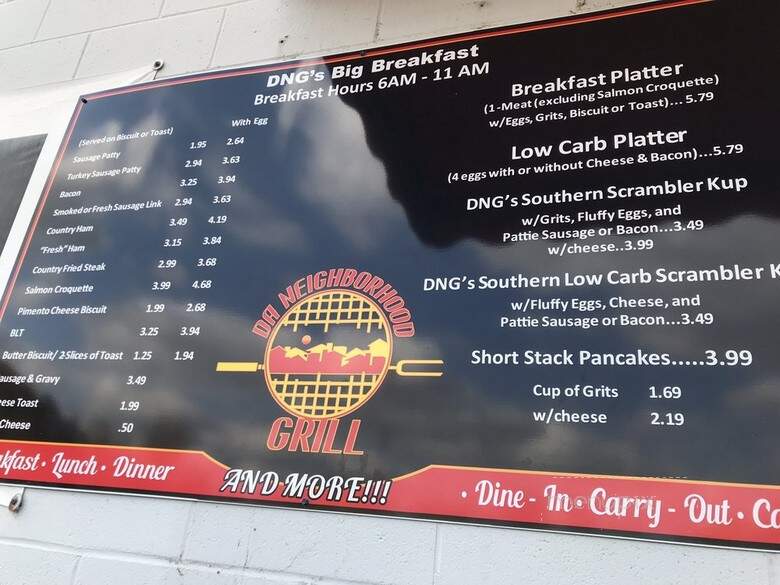 DNG's Big Breakfast
Breakfast Hours 6AM - 11 AM
With Egg
(Served on Biscuit or Toast)
Sausage Patty 1.95 2.64
Turkey Sausage Patty 2.94 3.63
Bacon 3.25 3.94
Smoked or Fresh Sausage Link 2.94 3.63
Country Ham 3.49 4.19
"Fresh" Ham 3.15 3.84
Country Fried Steak 2.99 3.68
Salmon Croquette 3.99 4.68
Pimento Cheese Biscuit 1.99 2.68
BLT 3.25 3.94
Butter Biscuit/ 2-Slices of Toast 1.25 1.94
ausage & Gravy 3.49
eese Toast 1.99
Cheese .50
Breakfast Platter
(1-Meat (excluding Salmon Croquette)
w/Eggs, Grits, Biscuit or Toast)... 5.79
Low Carb Platter
(4 eggs with or without Cheese & Bacon)...5.79
DNG's Southern Scrambler Kup
w/Grits, Fluffy Eggs, and
Pattie Sausage or Bacon...3.49
w/cheese..3.99
DNG's Southern Low Carb Scrambler K
w/Fluffy Eggs, Cheese, and
Pattie Sausage or Bacon...3.49
Short Stack Pancakes.....3.99
Cup of Grits 1.69
w/cheese 2.19
DA NEIGHBORHOOD
GRILL
akfast • Lunch • Dinner
AND MORE!!!
• Dine - In • Carry - Out • Ca